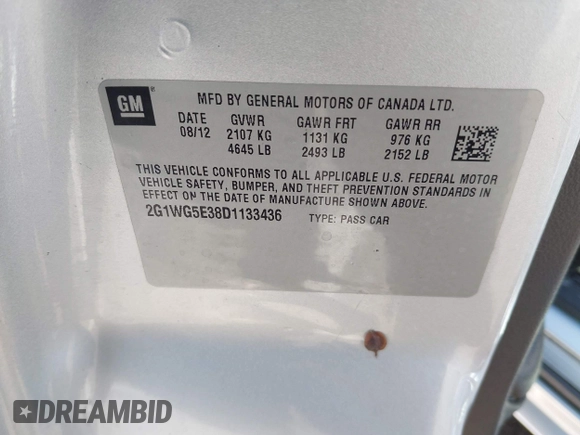 GM
MFD BY GENERAL MOTORS OF CANADA LTD.
DATE GVWR GAWR FRT GAWR RR
08/12 2107 KG 1131 KG 976 KG
4645 LB 2493 LB 2152 LB
THIS VEHICLE CONFORMS TO ALL APPLICABLE U.S. FEDERAL MOTOR
VEHICLE SAFETY, BUMPER, AND THEFT PREVENTION STANDARDS IN
EFFECT ON THE DATE OF MANUFACTURE SHOWN ABOVE.
2G1WG5E38D1133436 TYPE: PASS CAR
DREAMBID